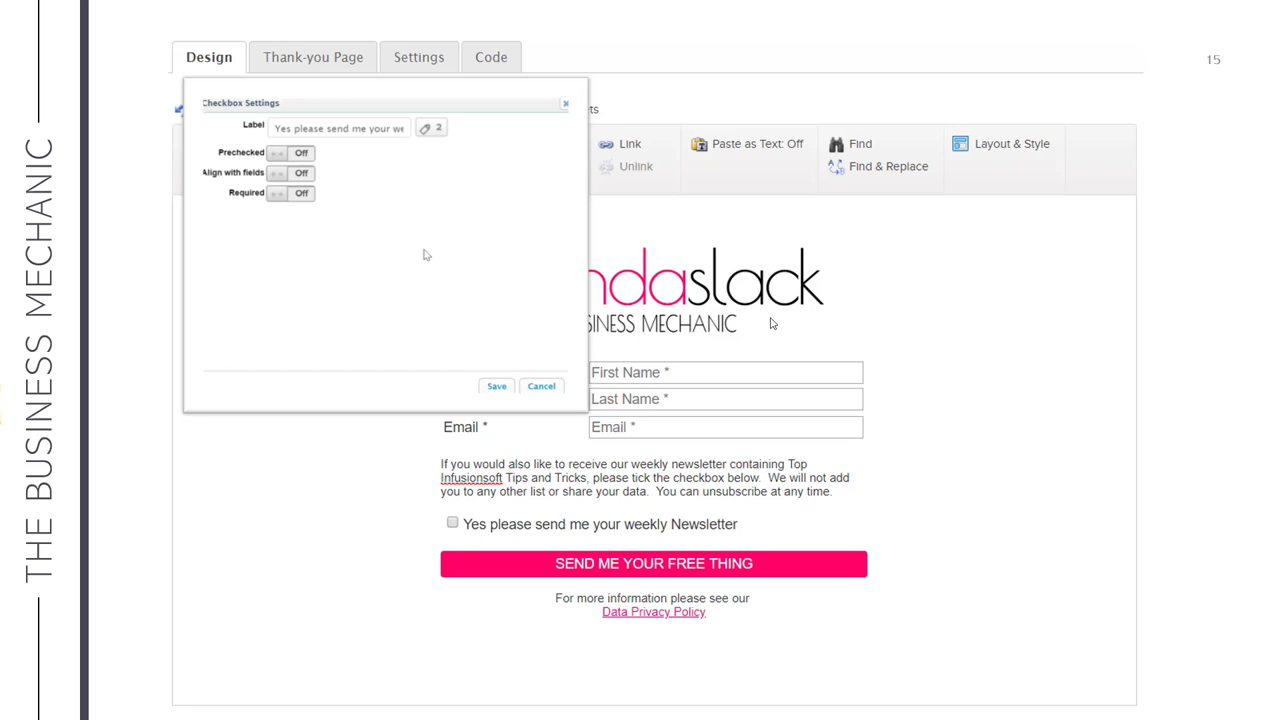 THE BUSINESS MECHANIC
15
Design
Thank-you Page
Settings
Code
Checkbox Settings
Label
Yes please send me your we
2
Prechecked
Off
Align with fields
Off
Required
Off
Save
Cancel
ts
Link
Unlink
Paste as Text: Off
Find
Find & Replace
Layout & Style
ndaslack
SINESS MECHANIC
First Name *
Last Name *
Email *
Email *
If you would also like to receive our weekly newsletter containing Top
Infusionsoft Tips and Tricks, please tick the checkbox below. We will not add
you to any other list or share your data. You can unsubscribe at any time.
Yes please send me your weekly Newsletter
SEND ME YOUR FREE THING
For more information please see our
Data Privacy Policy